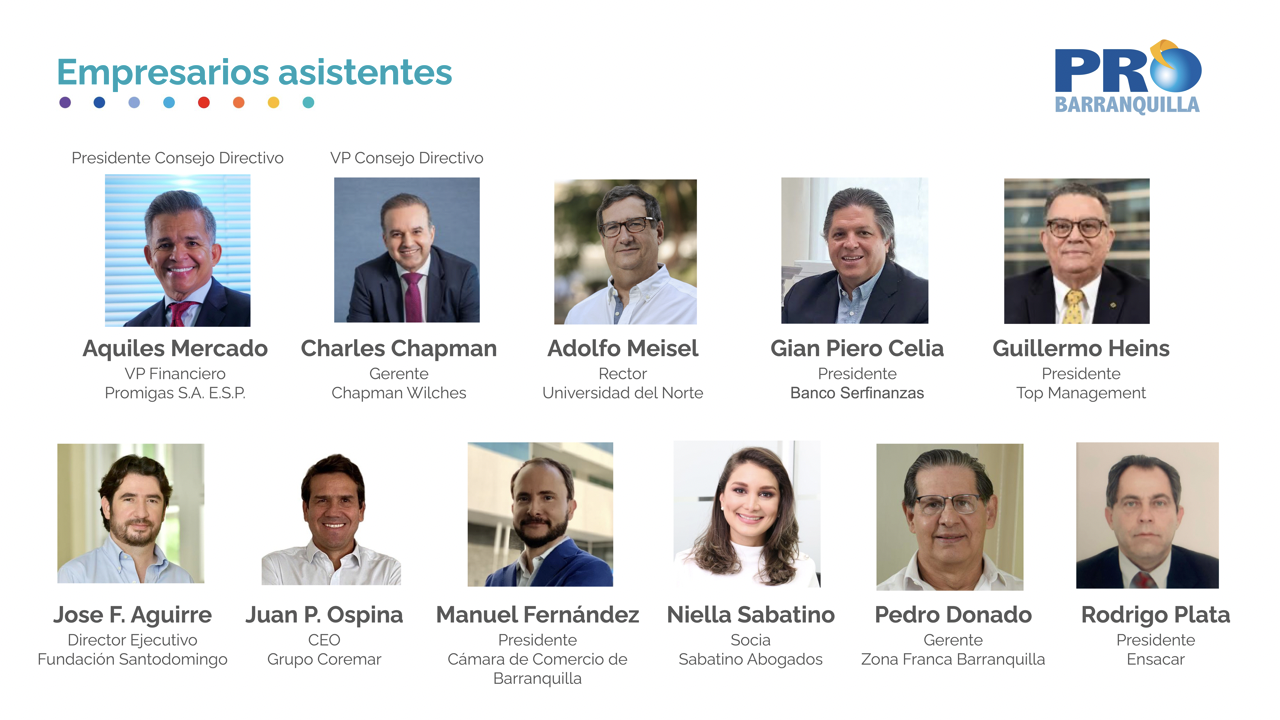 Empresarios asistentes
PRO
BARRANQUILLA
Presidente Consejo Directivo
VP Consejo Directivo
Aquiles Mercado
VP Financiero
Promigas S.A. E.S.P.
Charles Chapman
Gerente
Chapman Wilches
Adolfo Meisel
Rector
Universidad del Norte
Gian Piero Celia
Presidente
Banco Serfinanzas
Guillermo Heins
Presidente
Top Management
Jose F. Aguirre
Director Ejecutivo
Fundación Santodomingo
Juan P. Ospina
CEO
Grupo Coremar
Manuel Fernández
Presidente
Cámara de Comercio de
Barranquilla
Niella Sabatino
Socia
Sabatino Abogados
Pedro Donado
Gerente
Zona Franca Barranquilla
Rodrigo Plata
Presidente
Ensacar